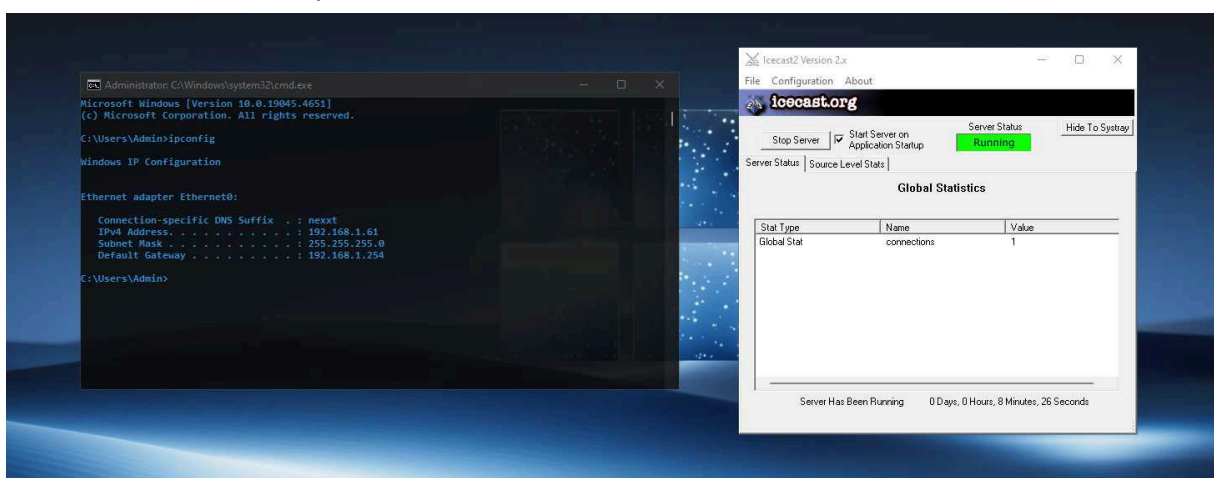 Administrator: C:\Windows\system32\cmd.exe
Microsoft Windows [Version 10.0.19045.4651]
(c) Microsoft Corporation. All rights reserved.
C:\Users\Admin>ipconfig
Windows IP Configuration
Ethernet adapter Ethernet0:
Connection-specific DNS Suffix . : nexxt
IPv4 Address. . . . . . . . . . . : 192.168.1.61
Subnet Mask . . . . . . . . . . . : 255.255.255.0
Default Gateway . . . . . . . . . : 192.168.1.254
C:\Users\Admin>
Icecast2 Version 2.x
File Configuration About
icecast.org
Stop Server
Start Server on
Application Startup
Server Status
Running
Hide To Systray
Server Status Source Level Stats
Global Statistics
Stat Type Name Value
Global Stat connections 1
Server Has Been Running 0 Days, 0 Hours, 8 Minutes, 26 Seconds